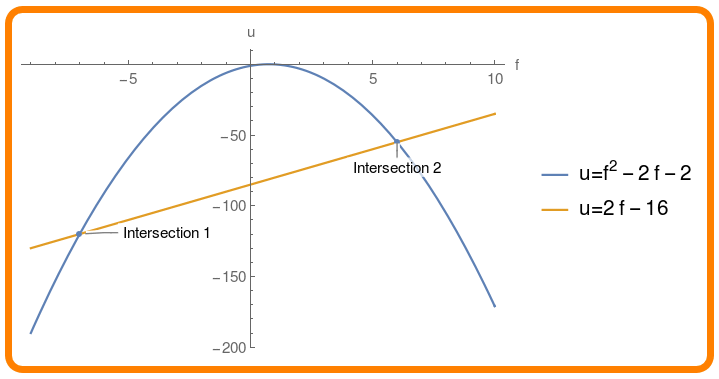 u
f
−5
5
10
−50
Intersection 2
−100
Intersection 1
−150
−200
u=f² − 2 f − 2
u=2 f − 16